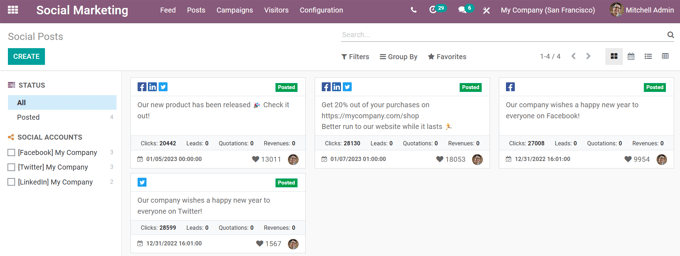 Social Marketing Feed Posts Campaigns Visitors Configuration 29 6 My Company (San Francisco) Mitchell Admin
Social Posts
Search...
CREATE
Filters Group By Favorites 1-4 / 4
STATUS
All
Posted 4
SOCIAL ACCOUNTS
[Facebook] My Company 3
[Twitter] My Company 3
[LinkedIn] My Company 2
Posted
Our new product has been released 🎉 Check it
out!
Clicks: 20442 Leads: 0 Quotations: 0 Revenues: 0
01/05/2023 00:00:00 13011
Posted
Get 20% out of your purchases on
https://mycompany.com/shop
Better run to our website while it lasts 🏃
Clicks: 28130 Leads: 0 Quotations: 0 Revenues: 0
01/07/2023 01:00:00 18053
Posted
Our company wishes a happy new year to
everyone on Facebook!
Clicks: 27008 Leads: 0 Quotations: 0 Revenues: 0
12/31/2022 16:01:00 9954
Posted
Our company wishes a happy new year to
everyone on Twitter!
Clicks: 28599 Leads: 0 Quotations: 0 Revenues: 0
12/31/2022 16:01:00 1567